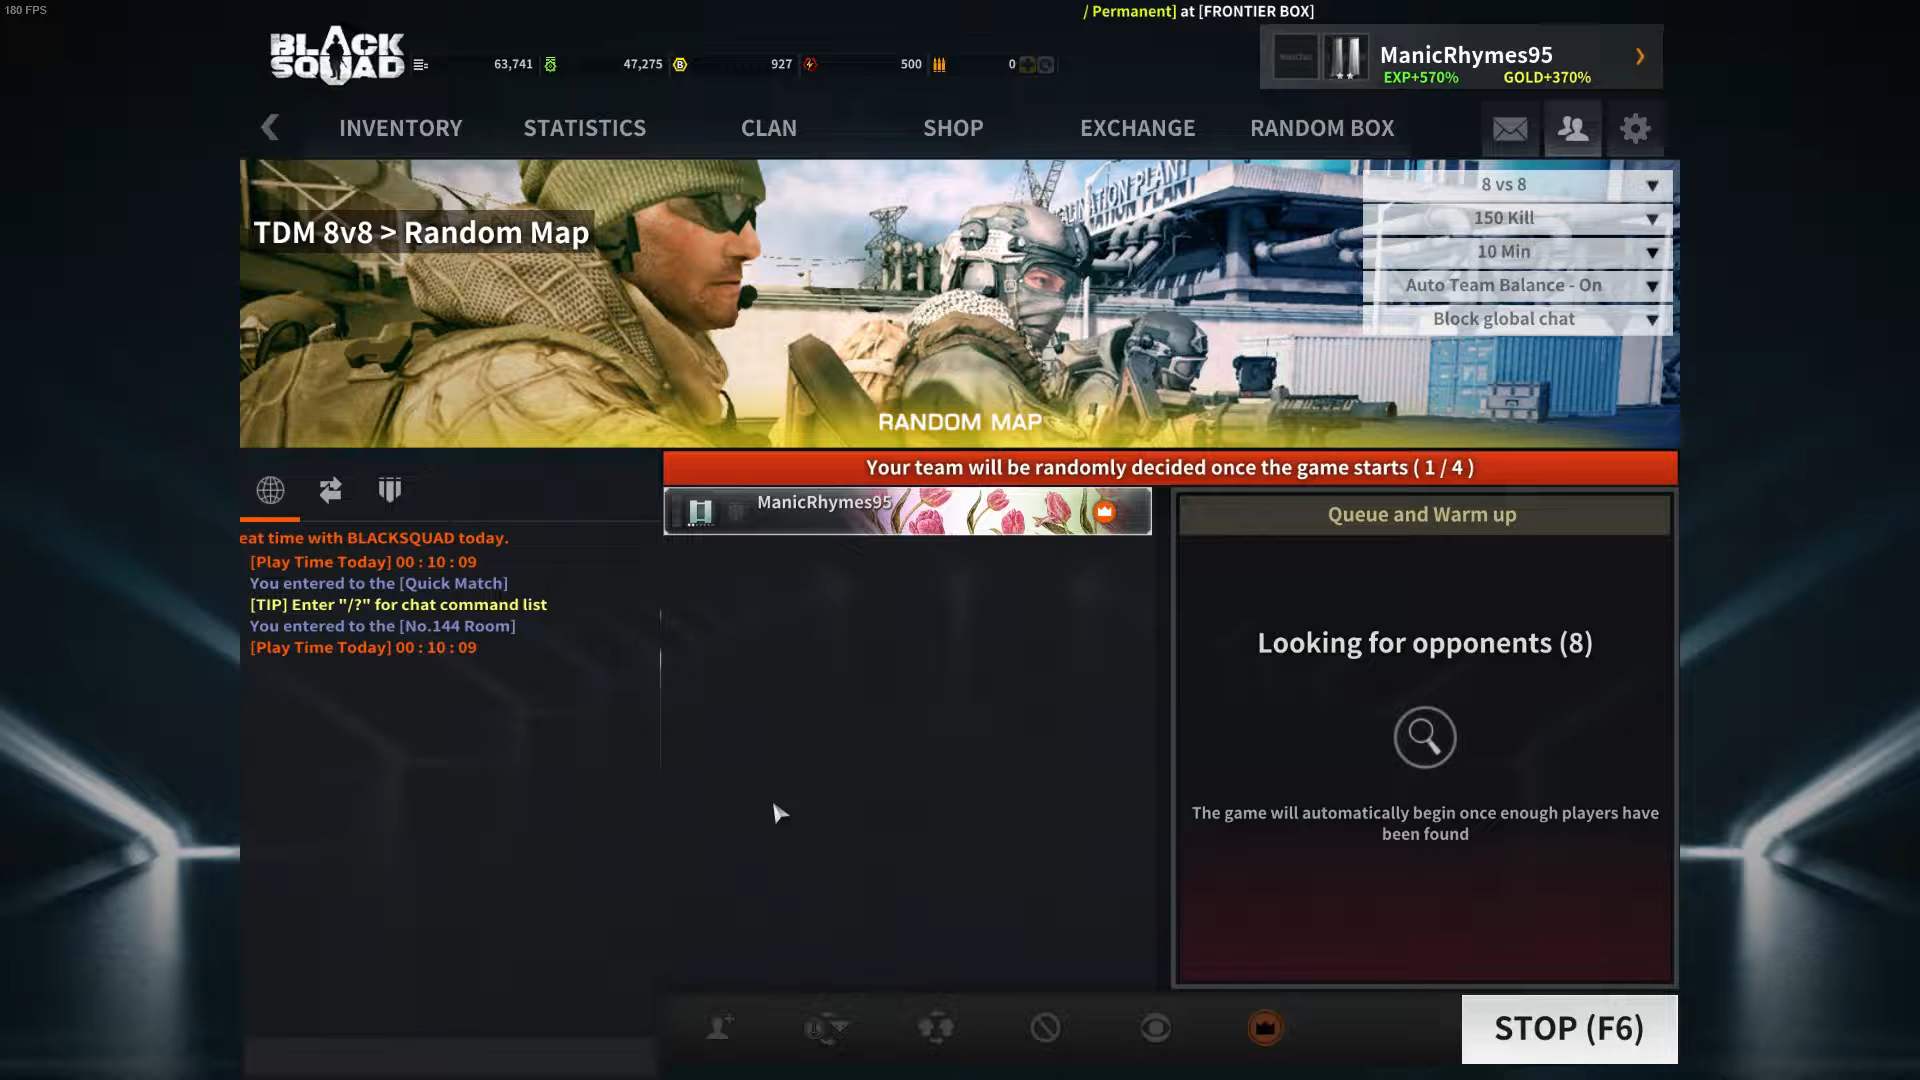 180 FPS
/ Permanent] at [FRONTIER BOX]
BLACK
SQUAD
63,741
47,275
927
500
0
ManicRhymes95
EXP+570% GOLD+370%
INVENTORY STATISTICS CLAN SHOP EXCHANGE RANDOM BOX
TDM 8v8 > Random Map
8 vs 8
150 Kill
10 Min
Auto Team Balance - On
Block global chat
RANDOM MAP
Your team will be randomly decided once the game starts ( 1 / 4 )
ManicRhymes95
Queue and Warm up
Looking for opponents (8)
The game will automatically begin once enough players have
been found
eat time with BLACKSQUAD today.
[Play Time Today] 00 : 10 : 09
You entered to the [Quick Match]
[TIP] Enter "/?" for chat command list
You entered to the [No.144 Room]
[Play Time Today] 00 : 10 : 09
STOP (F6)